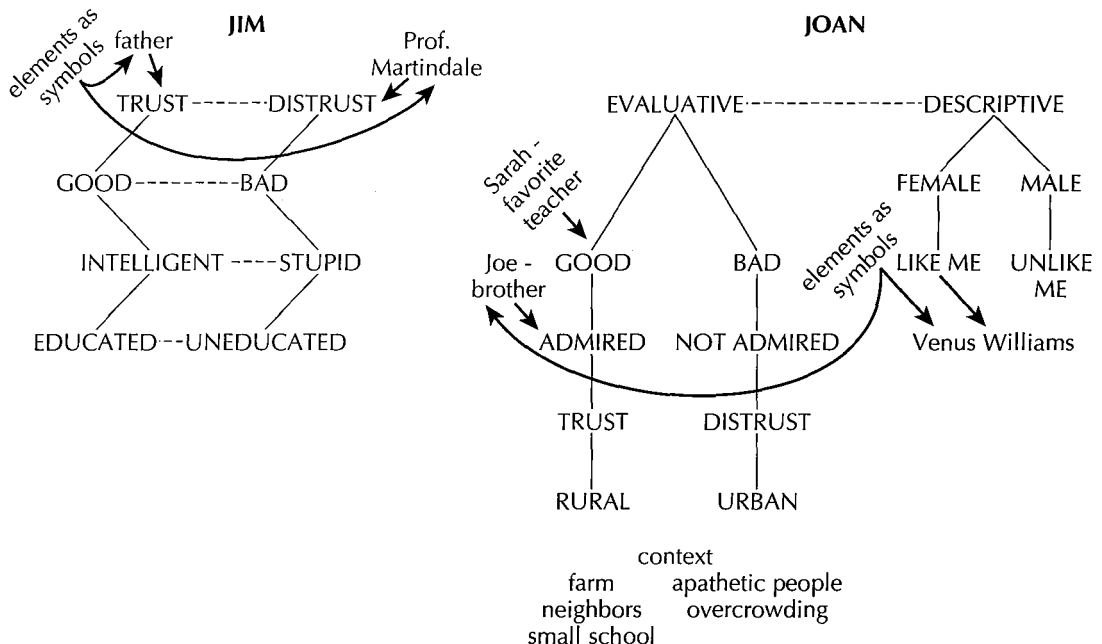 JIM
elements as
symbols
father
Prof.
Martindale
TRUST DISTRUST
GOOD BAD
INTELLIGENT STUPID
EDUCATED UNEDUCATED
JOAN
EVALUATIVE DESCRIPTIVE
Sarah -
favorite
teacher
FEMALE MALE
elements as
symbols
GOOD BAD LIKE ME UNLIKE
ME
Joe -
brother
ADMIRED NOT ADMIRED Venus Williams
TRUST DISTRUST
RURAL URBAN
context
farm apathetic people
neighbors overcrowding
small school